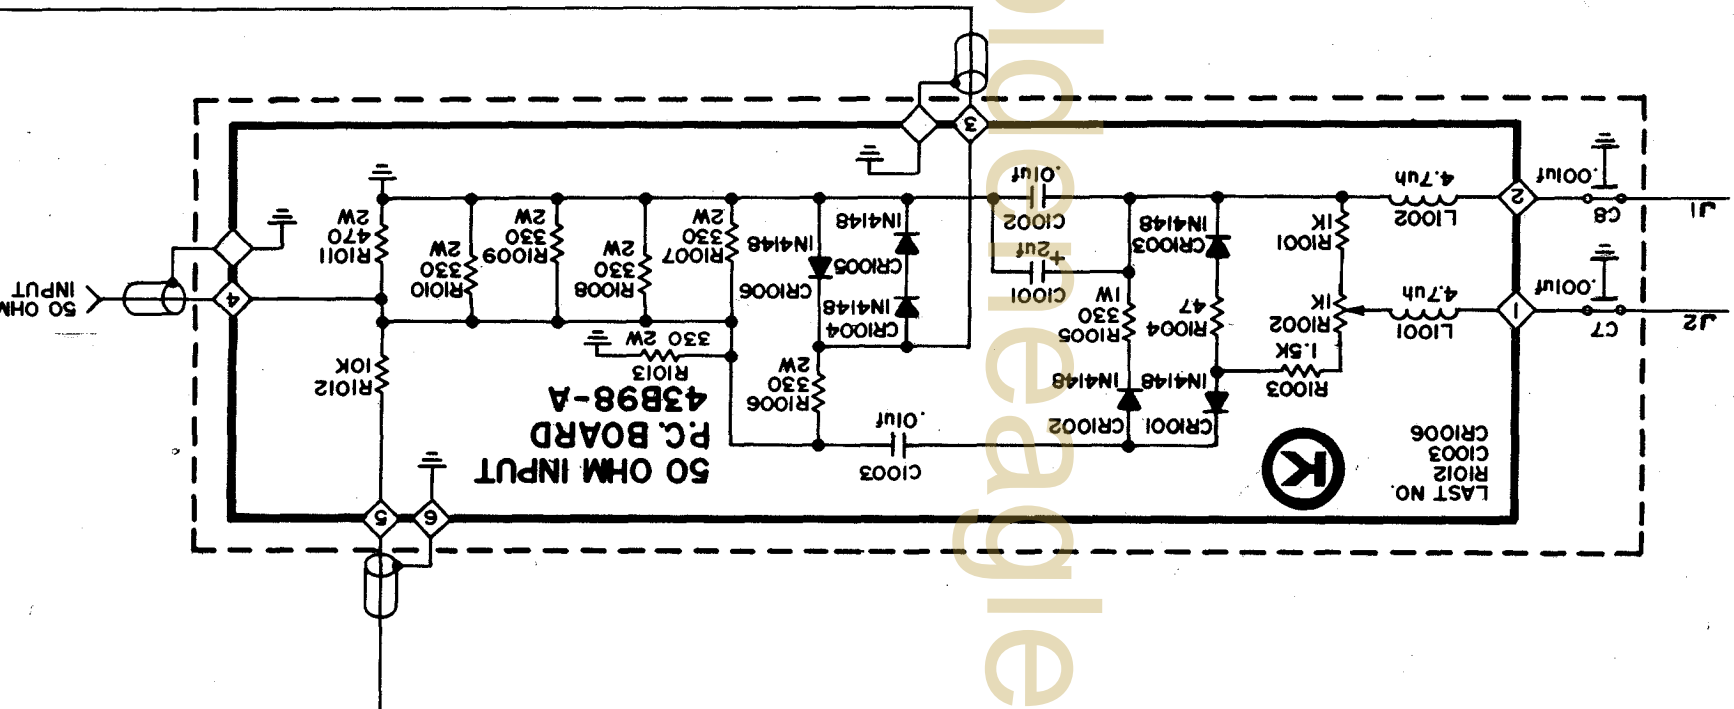 50 OHM
INPUT
4
3
2
1
5
6
J1
J2
C8
.001uf
C7
.001uf
L1002
4.7uh
L1001
4.7uh
R1001
1K
R1002
1K
R1003
1.5K
CR1003
IN4148
R1004
47
CR1001
IN4148
CR1002
IN4148
R1005
330
1W
C1002
.01uf
C1001
+
2uf
C1003
.01uf
CR1005
IN4148
CR1004
IN4148
CR1006
IN4148
R1006
330
2W
R1007
330
2W
R1008
330
2W
R1009
330
2W
R1010
330
2W
R1011
470
2W
R1012
10K
R1013
330 2W
50 OHM INPUT
P.C. BOARD
43B98-A
LAST NO.
R1012
C1003
CR1006
K
oldeneagle